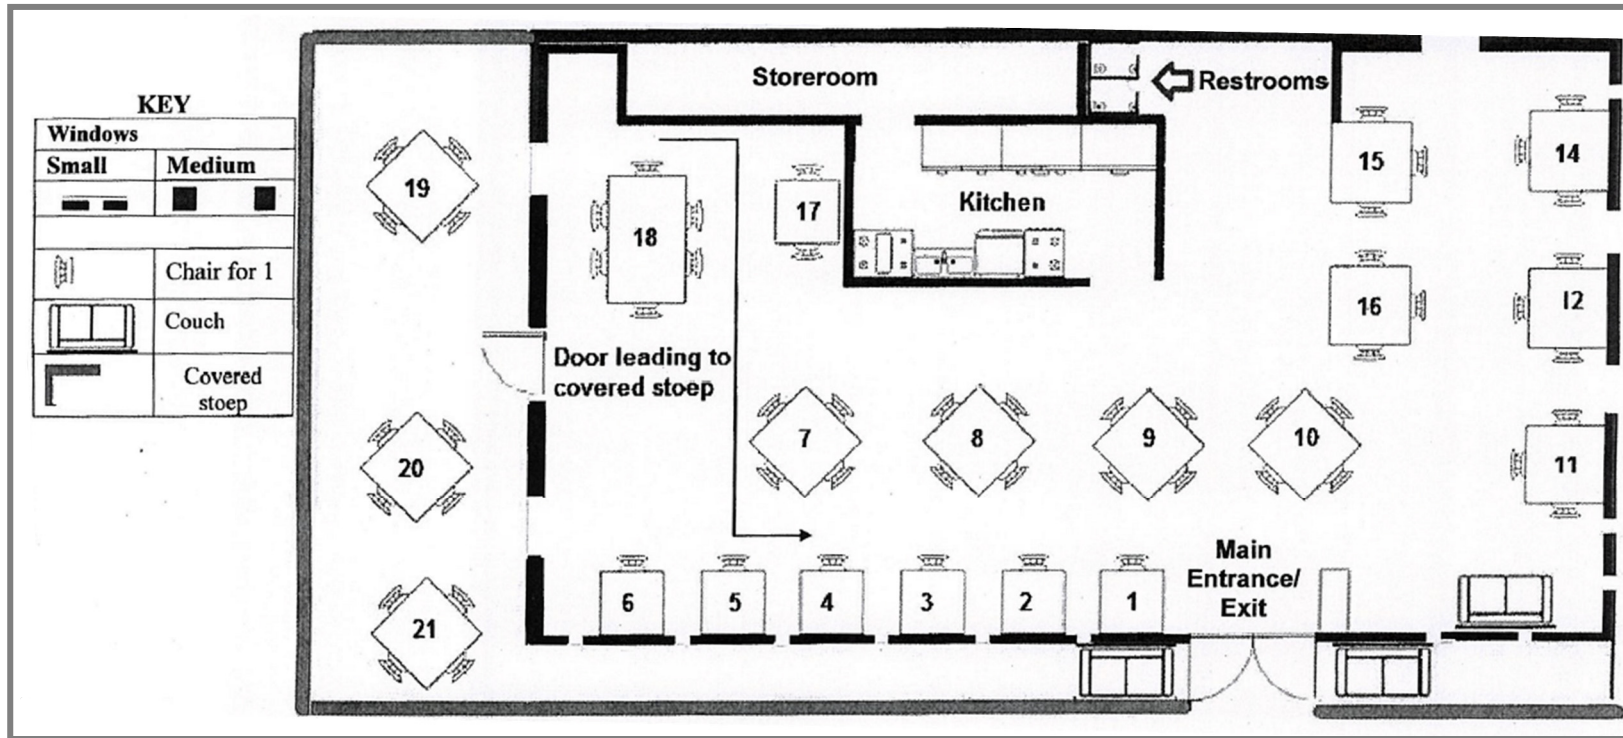 KEY
Windows
Small Medium
Chair for 1
Couch
Covered
stoep
Storeroom
Restrooms
Kitchen
19
18
17
15
14
16
12
Door leading to
covered stoep
20
7
8
9
10
11
Main
Entrance/
Exit
6
5
4
3
2
1
21